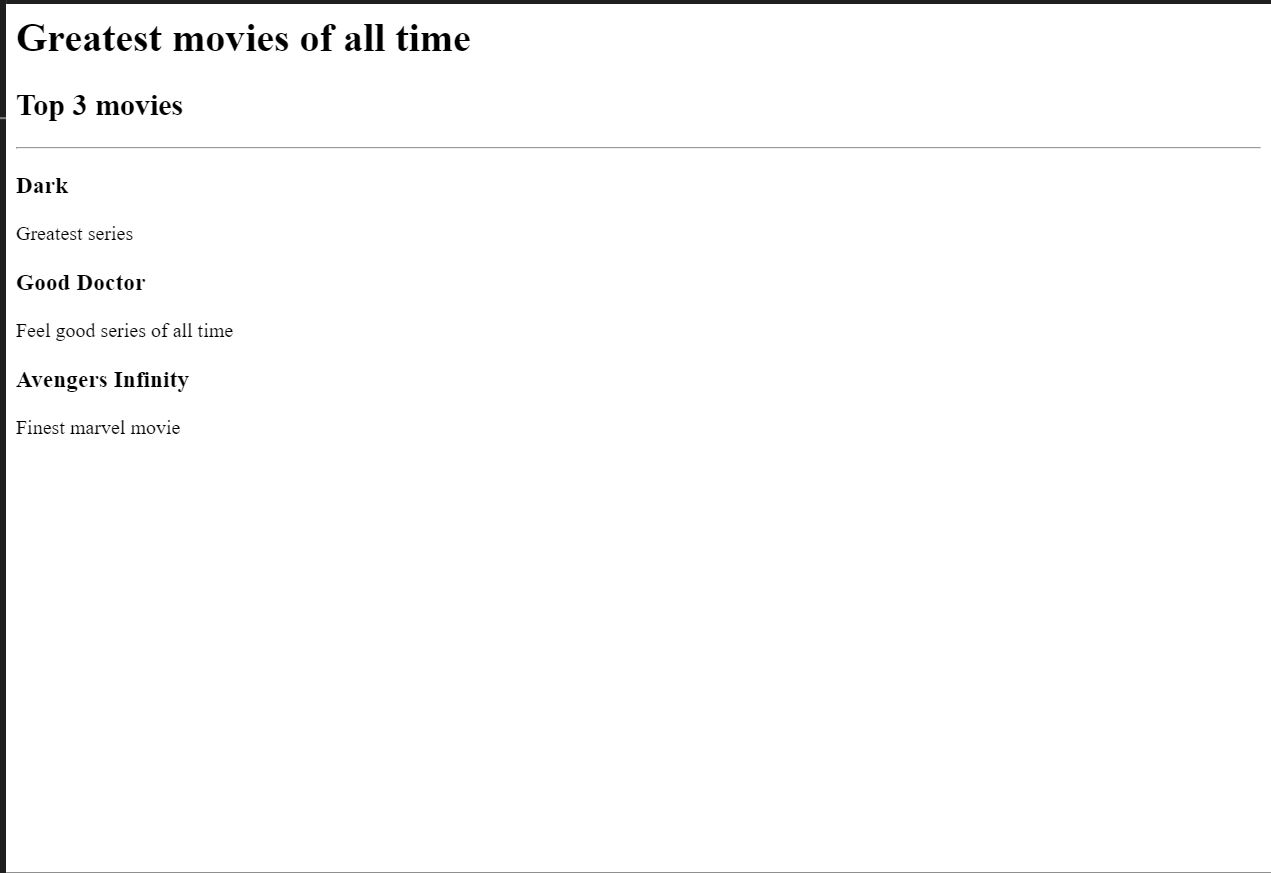 Greatest movies of all time
Top 3 movies
Dark
Greatest series
Good Doctor
Feel good series of all time
Avengers Infinity
Finest marvel movie